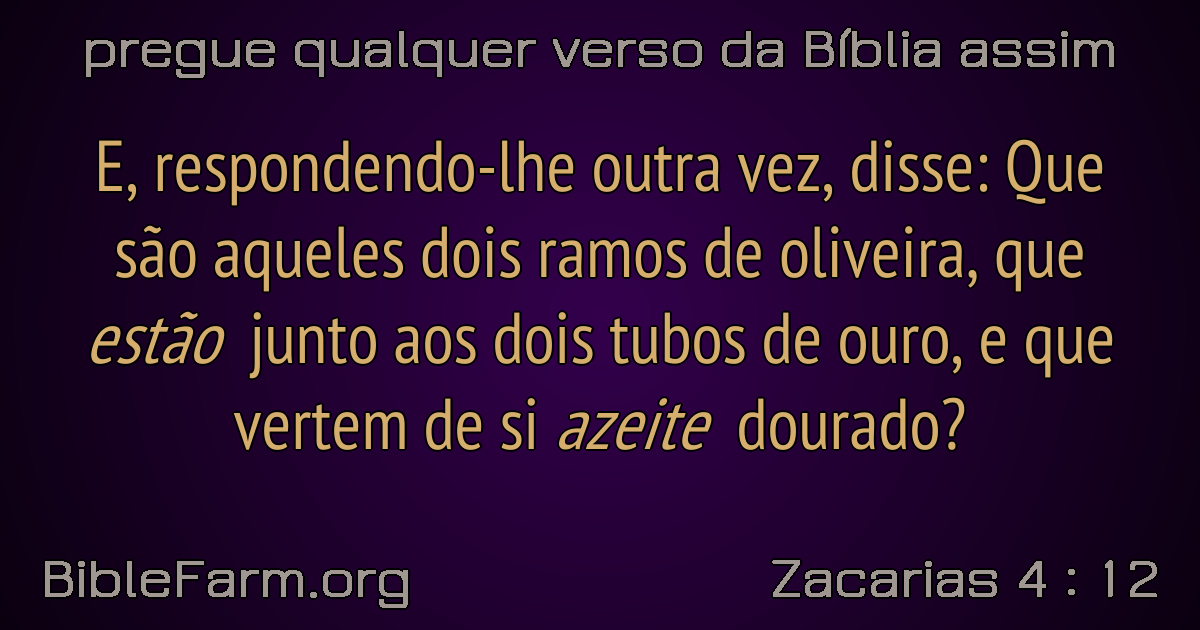 pregue qualquer verso da Bíblia assim
E, respondendo-lhe outra vez, disse: Que
são aqueles dois ramos de oliveira, que
estão junto aos dois tubos de ouro, e que
vertem de si azeite dourado?
BibleFarm.org
Zacarias 4 : 12